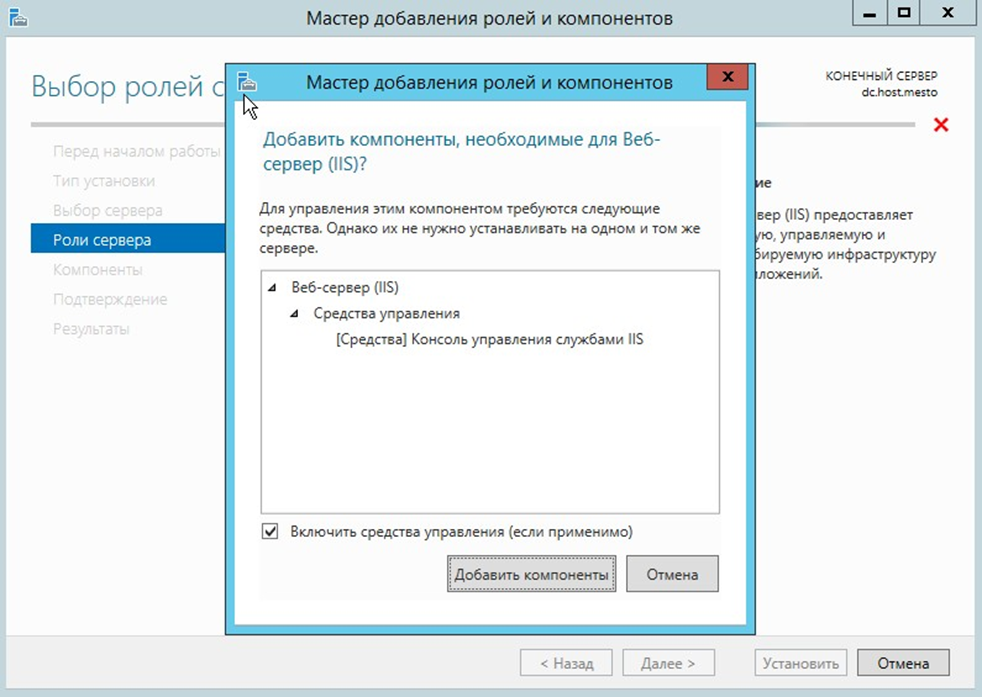 Мастер добавления ролей и компонентов
Выбор ролей с
КОНЕЧНЫЙ СЕРВЕР
dc.host.mesto
Перед началом работы
Тип установки
Выбор сервера
Роли сервера
Компоненты
Подтверждение
Результаты
Мастер добавления ролей и компонентов
Добавить компоненты, необходимые для Веб-
сервер (IIS)?
Для управления этим компонентом требуются следующие
средства. Однако их не нужно устанавливать на одном и том же
сервере.
Веб-сервер (IIS)
Средства управления
[Средства] Консоль управления службами IIS
Включить средства управления (если применимо)
Добавить компоненты
Отмена
ие
вер (IIS) предоставляет
ую, управляемую и
бируемую инфраструктуру
ложений.
< Назад
Далее >
Установить
Отмена